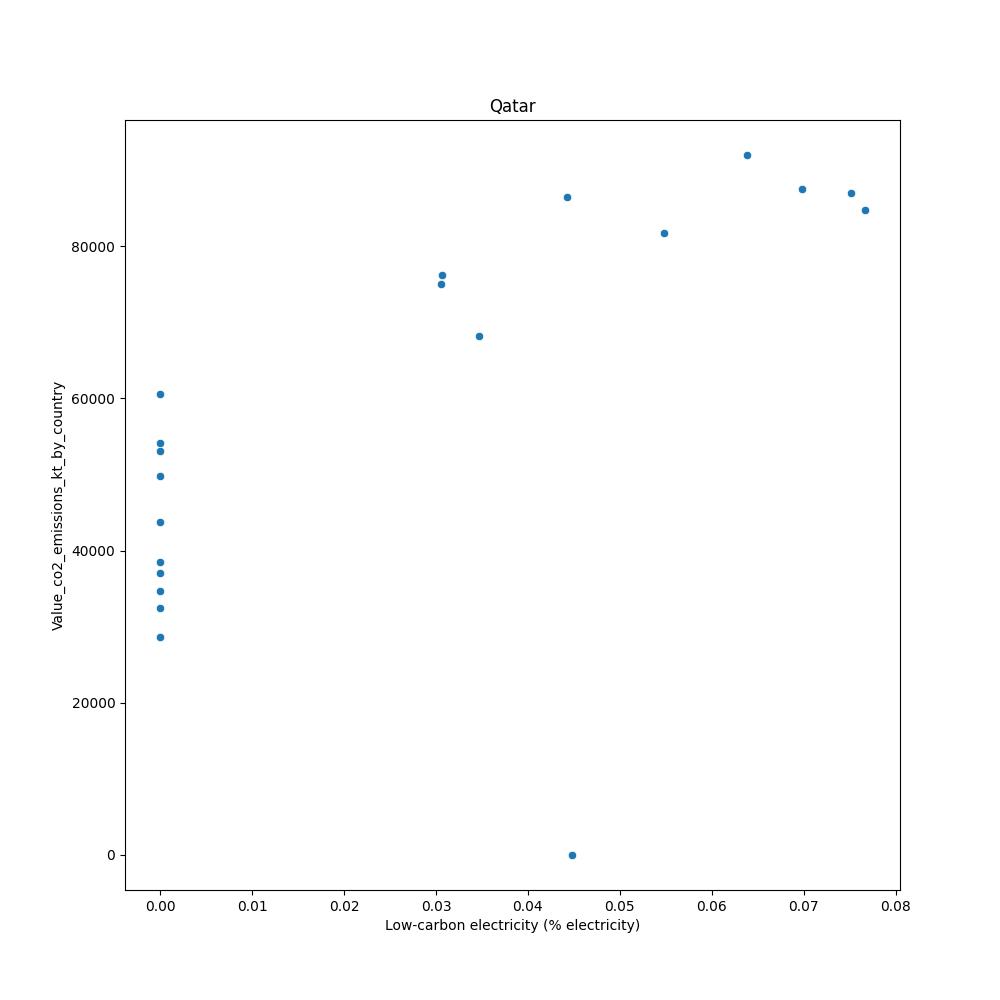 Qatar
80000
60000
40000
20000
0
Value_co2_emissions_kt_by_country
0.00 0.01 0.02 0.03 0.04 0.05 0.06 0.07 0.08
Low-carbon electricity (% electricity)